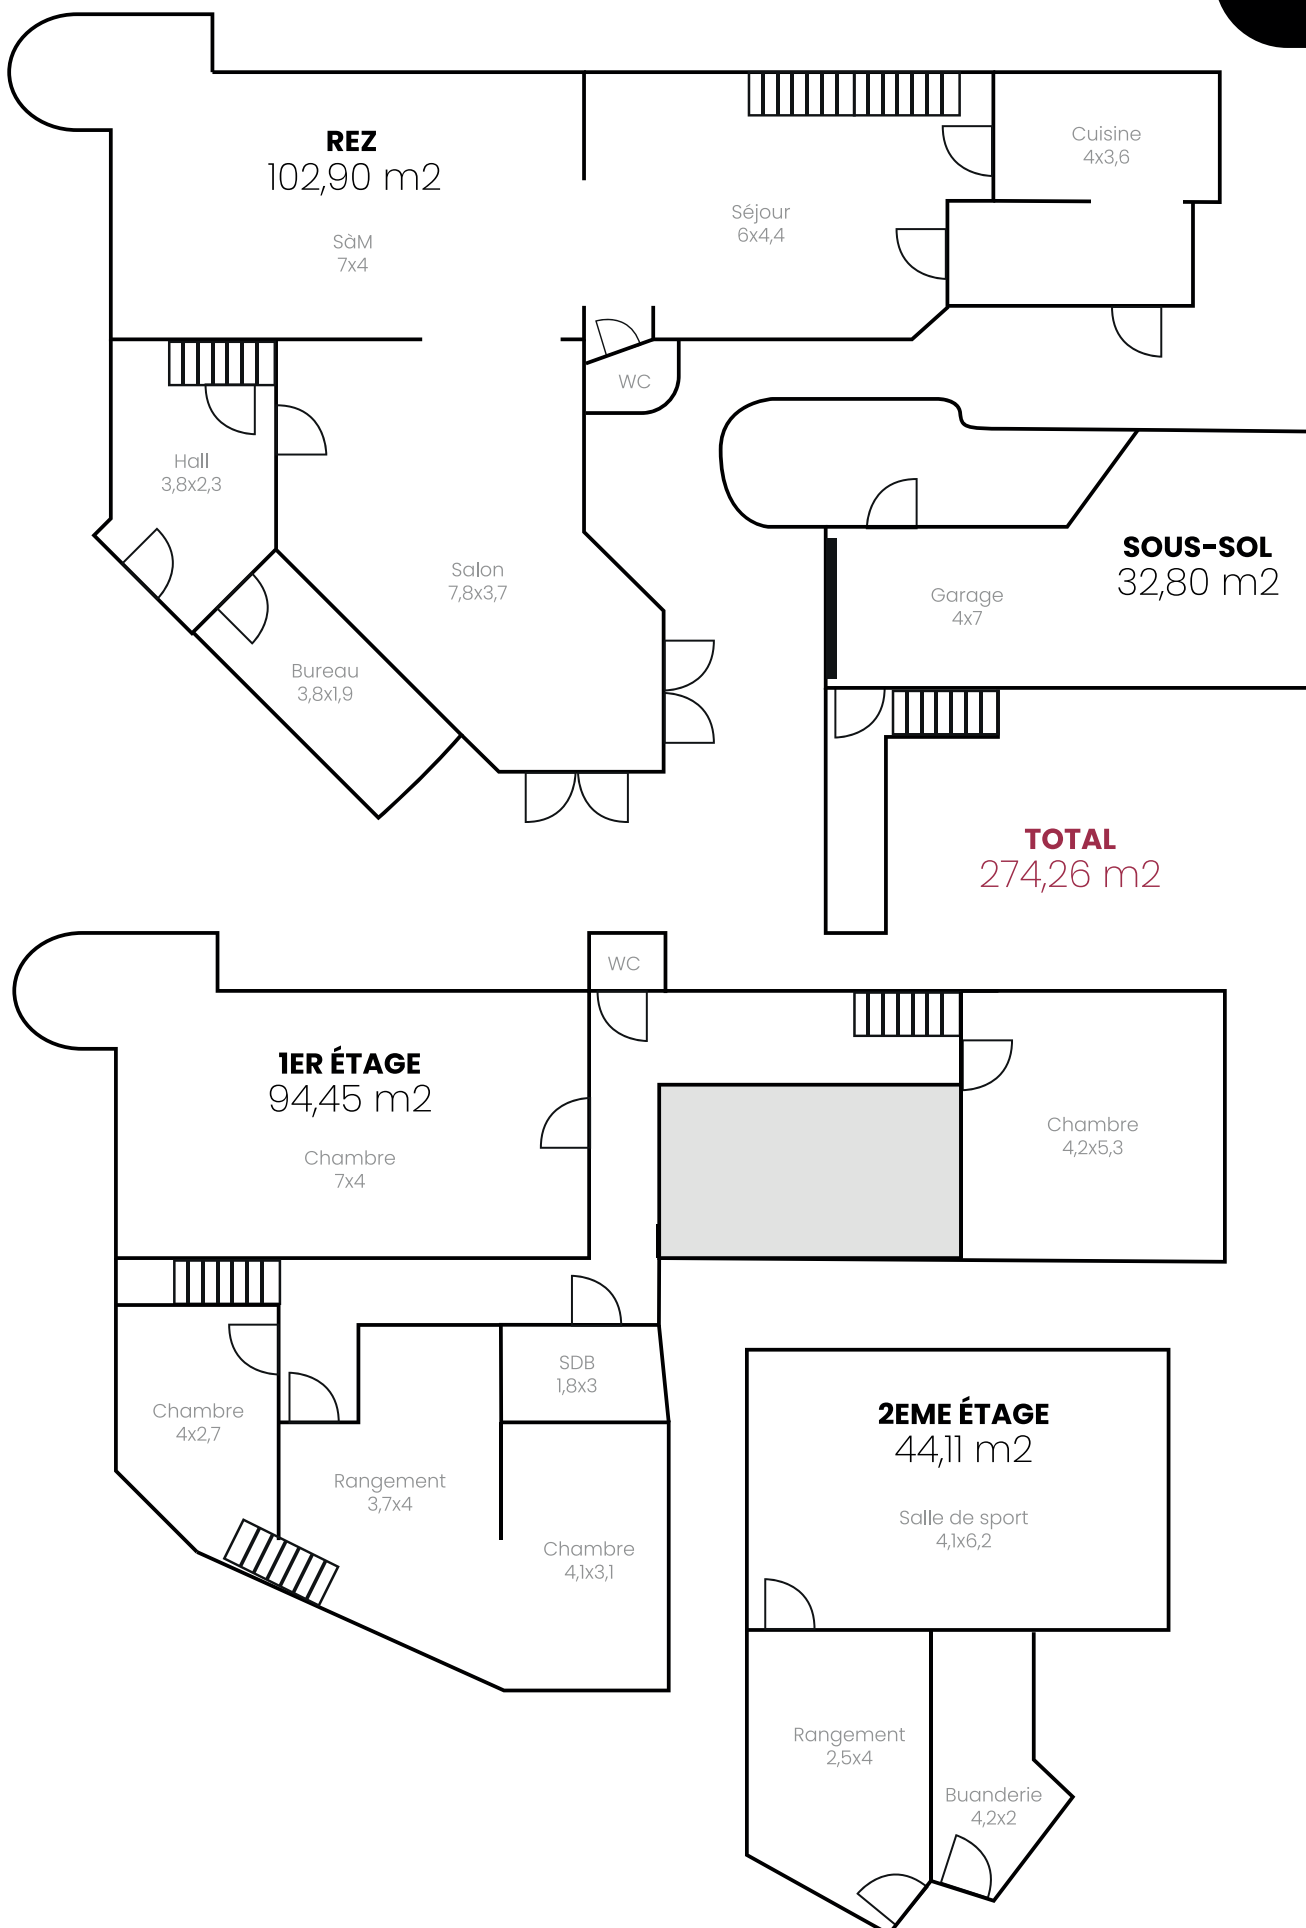 REZ
102,90 m2
SàM
7x4
Séjour
6x4,4
Cuisine
4x3,6
WC
Hall
3,8x2,3
Salon
7,8x3,7
Bureau
3,8x1,9
SOUS-SOL
32,80 m2
Garage
4x7
TOTAL
274,26 m2
WC
1ER ÉTAGE
94,45 m2
Chambre
7x4
Chambre
4,2x5,3
SDB
1,8x3
Chambre
4x2,7
Rangement
3,7x4
Chambre
4,1x3,1
2EME ÉTAGE
44,11 m2
Salle de sport
4,1x6,2
Rangement
2,5x4
Buanderie
4,2x2